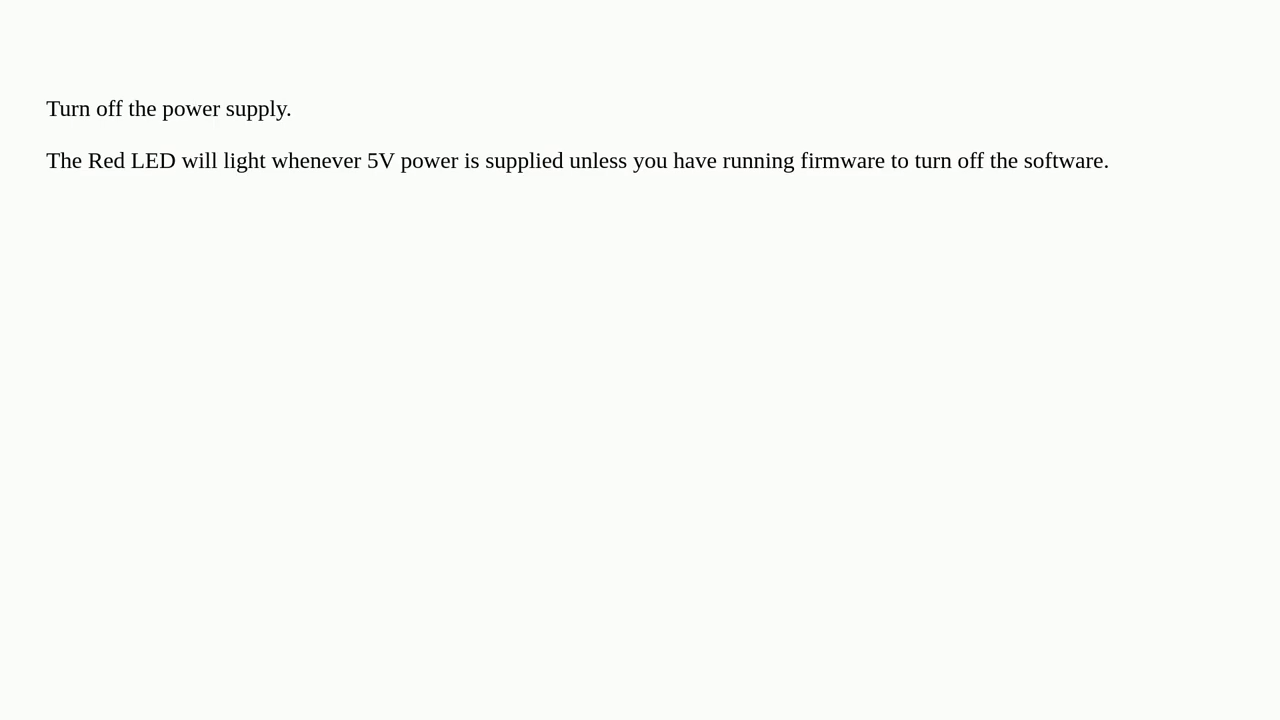 Turn off the power supply.
The Red LED will light whenever 5V power is supplied unless you have running firmware to turn off the software.